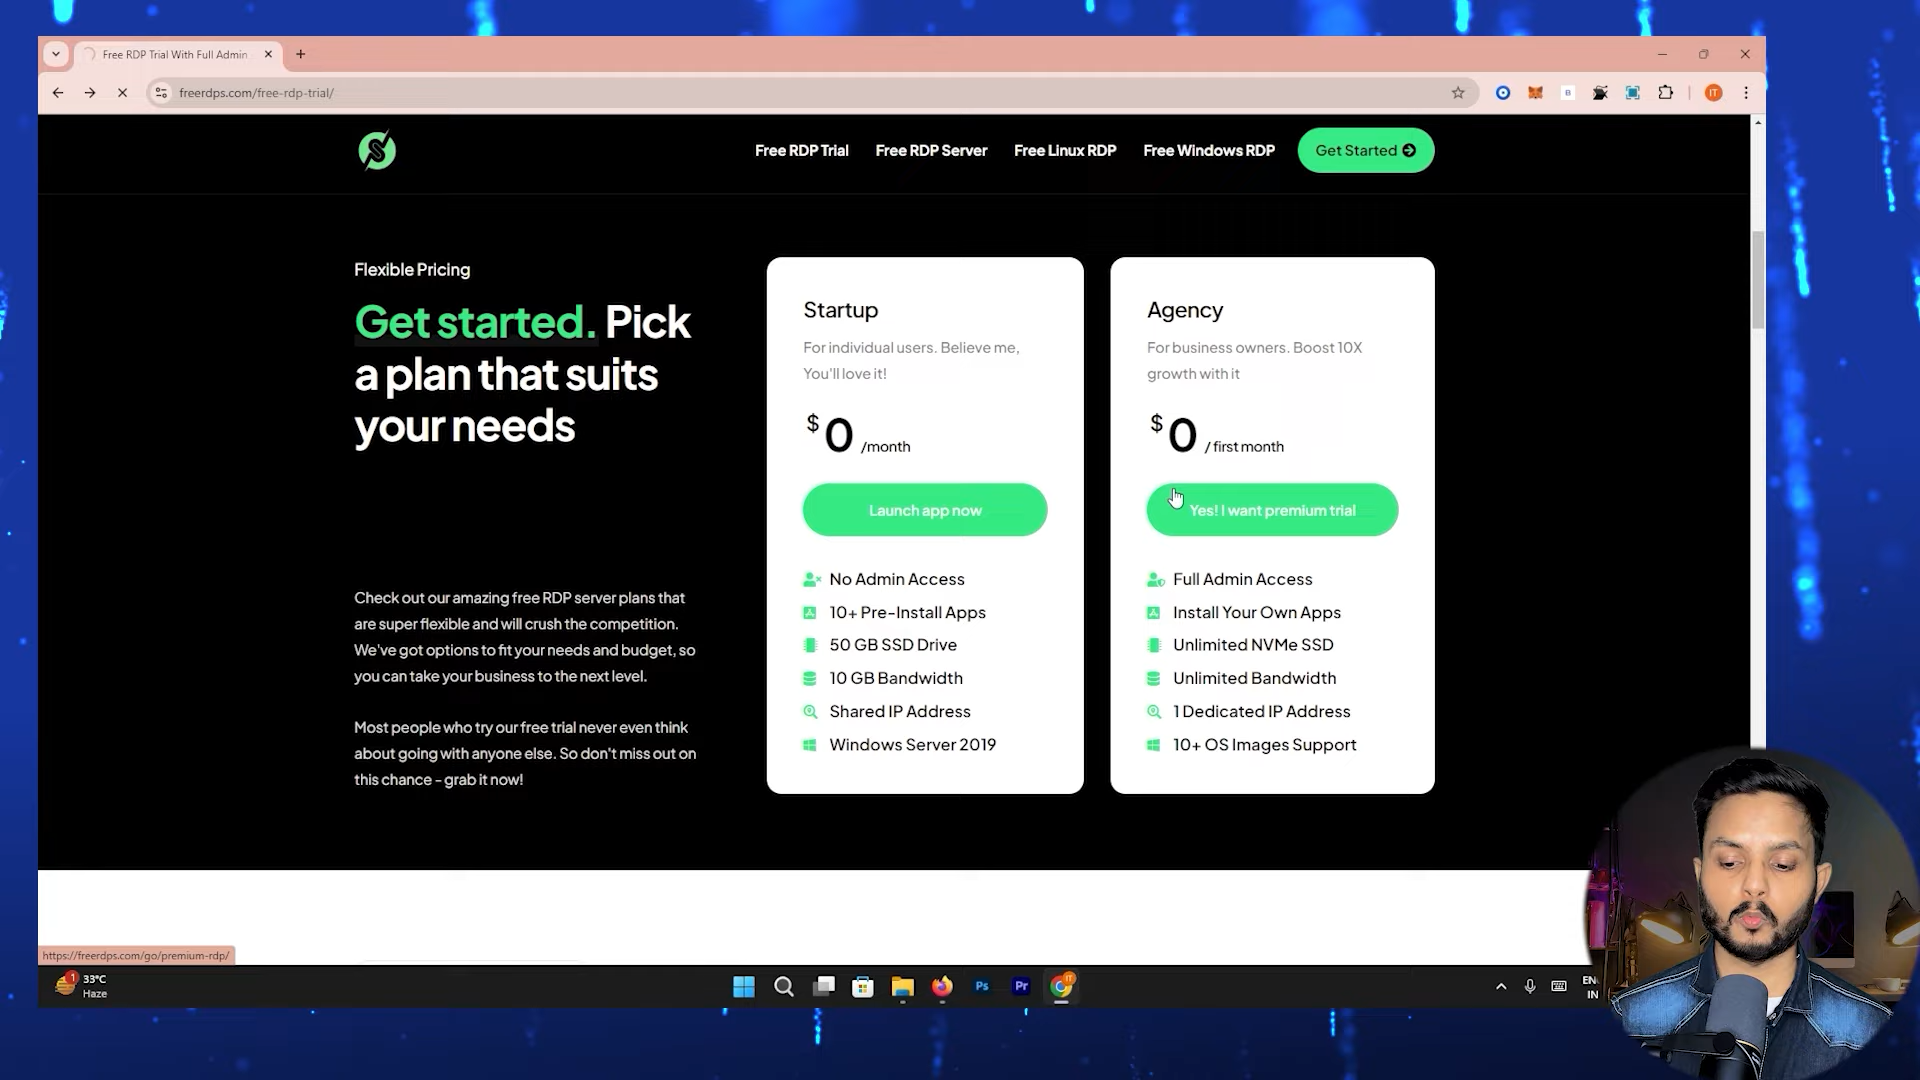 Free RDP Trial With Full Admin
freerdps.com/free-rdp-trial/
B
IT
Free RDP Trial
Free RDP Server
Free Linux RDP
Free Windows RDP
Get Started
Flexible Pricing
Get started. Pick
a plan that suits
your needs
Check out our amazing free RDP server plans that
are super flexible and will crush the competition.
We've got options to fit your needs and budget, so
you can take your business to the next level.
Most people who try our free trial never even think
about going with anyone else. So don't miss out on
this chance - grab it now!
Startup
For individual users. Believe me,
You'll love it!
$0 /month
Launch app now
No Admin Access
10+ Pre-Install Apps
50 GB SSD Drive
10 GB Bandwidth
Shared IP Address
Windows Server 2019
Agency
For business owners. Boost 10X
growth with it
$0 / first month
Yes! I want premium trial
Full Admin Access
Install Your Own Apps
Unlimited NVMe SSD
Unlimited Bandwidth
1 Dedicated IP Address
10+ OS Images Support
https://freerdps.com/go/premium-rdp/
1
33°C
Haze
Ps
Pr
IT
EN
IN